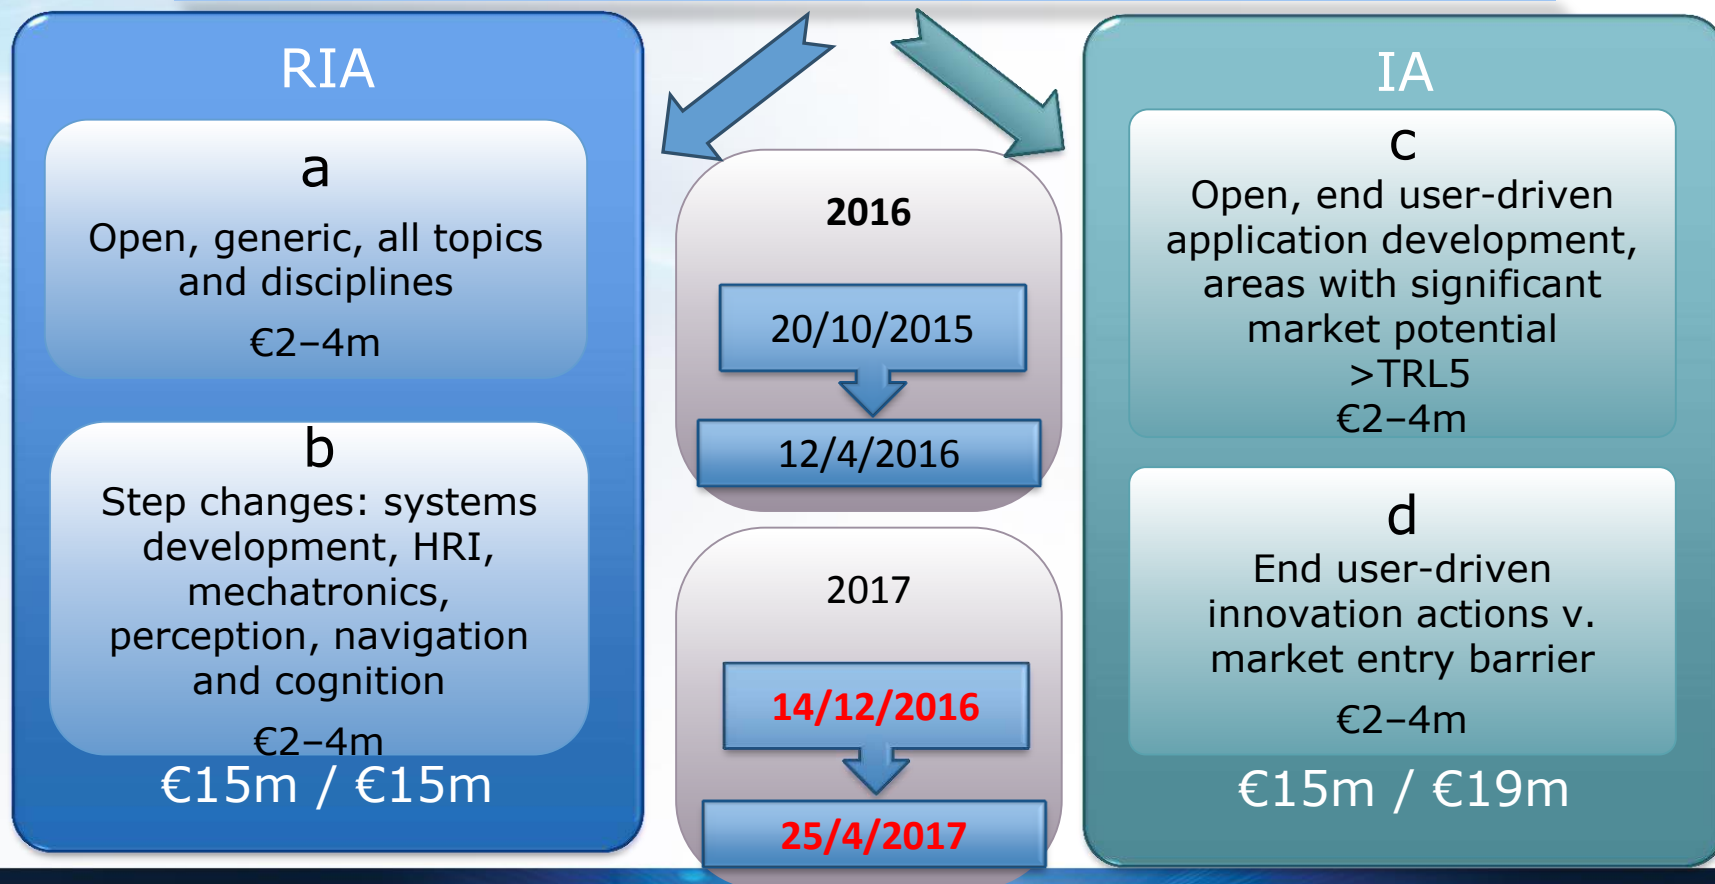 RIA
a
Open, generic, all topics
and disciplines
€2–4m
b
Step changes: systems
development, HRI,
mechatronics,
perception, navigation
and cognition
€2–4m
€15m / €15m
2016
20/10/2015
12/4/2016
2017
14/12/2016
25/4/2017
IA
c
Open, end user-driven
application development,
areas with significant
market potential
>TRL5
€2–4m
d
End user-driven
innovation actions v.
market entry barrier
€2–4m
€15m / €19m